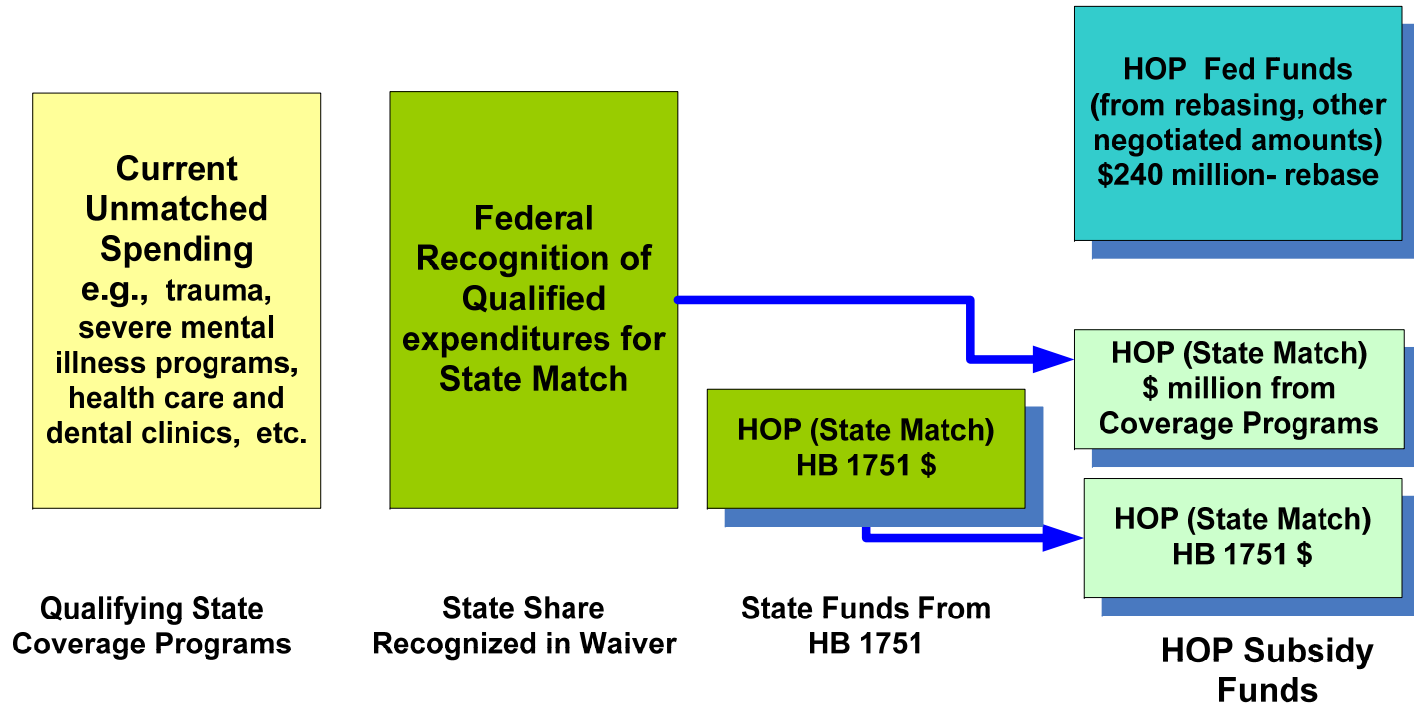 Current
Unmatched
Spending
e.g., trauma,
severe mental
illness programs,
health care and
dental clinics, etc.
Qualifying State
Coverage Programs
Federal
Recognition of
Qualified
expenditures for
State Match
State Share
Recognized in Waiver
HOP (State Match)
HB 1751 $
State Funds From
HB 1751
HOP Fed Funds
(from rebasing, other
negotiated amounts)
$240 million- rebase
HOP (State Match)
$ million from
Coverage Programs
HOP (State Match)
HB 1751 $
HOP Subsidy
Funds